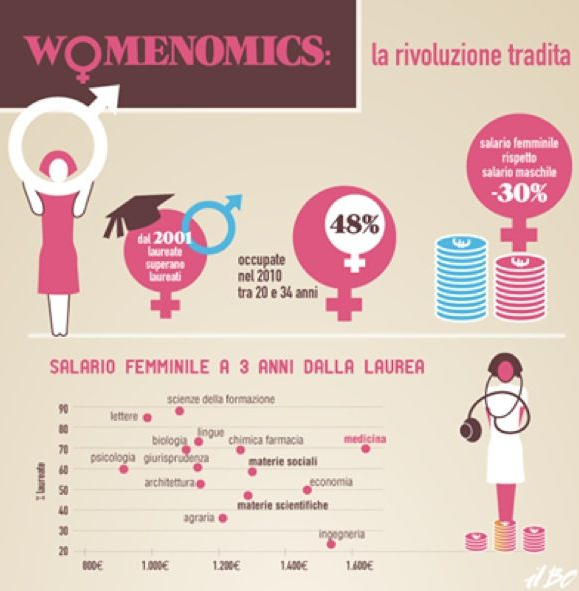 WOMENOMICS:
la rivoluzione tradita
salario femminile
rispetto
salario maschile
-30%
dal 2001
laureate
superano
laureati
48%
occupate
nel 2010
tra 20 e 34 anni
SALARIO FEMMINILE A 3 ANNI DALLA LAUREA
% laureate
90
80
70
60
50
40
30
20
scienze della formazione
lettere
lingue
biologia
chimica farmacia
medicina
psicologia
giurisprudenza
materie sociali
architettura
economia
materie scientifiche
agraria
ingegneria
800€
1.000€
1.200€
1.400€
1.600€
il BO